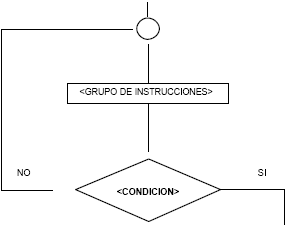 <GRUPO DE INSTRUCCIONES>
NO
SI
<CONDICION>